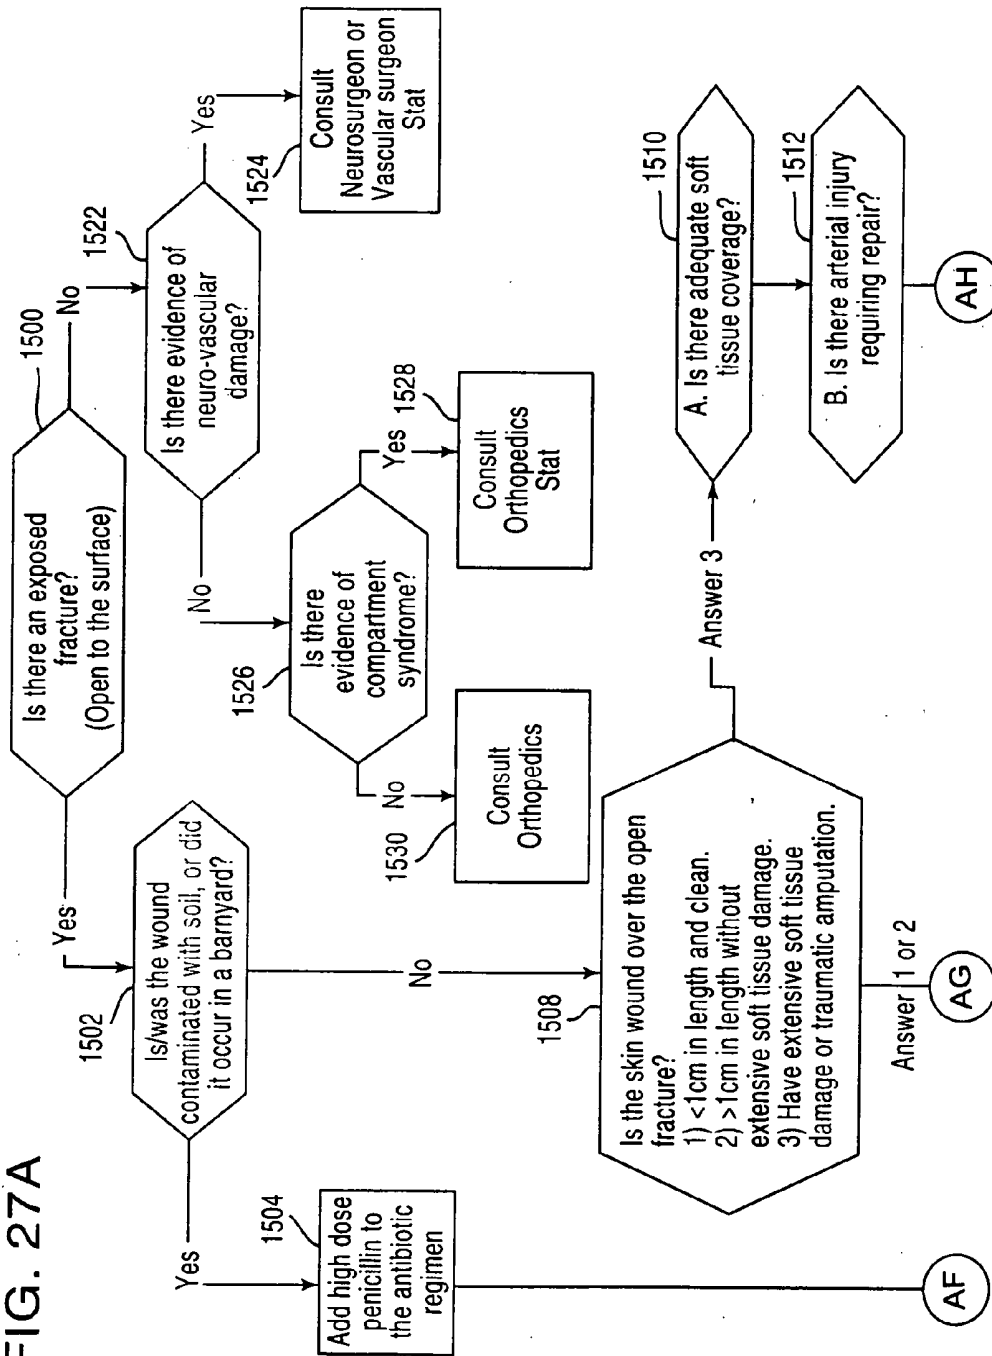 FIG. 27A
1500
Is there an exposed
fracture?
(Open to the surface)
Yes
No
1502
Is/was the wound
contaminated with soil, or did
it occur in a barnyard?
1522
Is there evidence of
neuro-vascular
damage?
Yes
No
No
Yes
1504
Add high dose
penicillin to
the antibiotic
regimen
1526
Is there
evidence of
compartment
syndrome?
1524
Consult
Neurosurgeon or
Vascular surgeon
Stat
No
Yes
1530
Consult
Orthopedics
1528
Consult
Orthopedics
Stat
1508
Is the skin wound over the open
fracture?
1) <1cm in length and clean.
2) >1cm in length without
extensive soft tissue damage.
3) Have extensive soft tissue
damage or traumatic amputation.
Answer 3
1510
A. Is there adequate soft
tissue coverage?
1512
B. Is there arterial injury
requiring repair?
Answer 1 or 2
AF
AG
AH